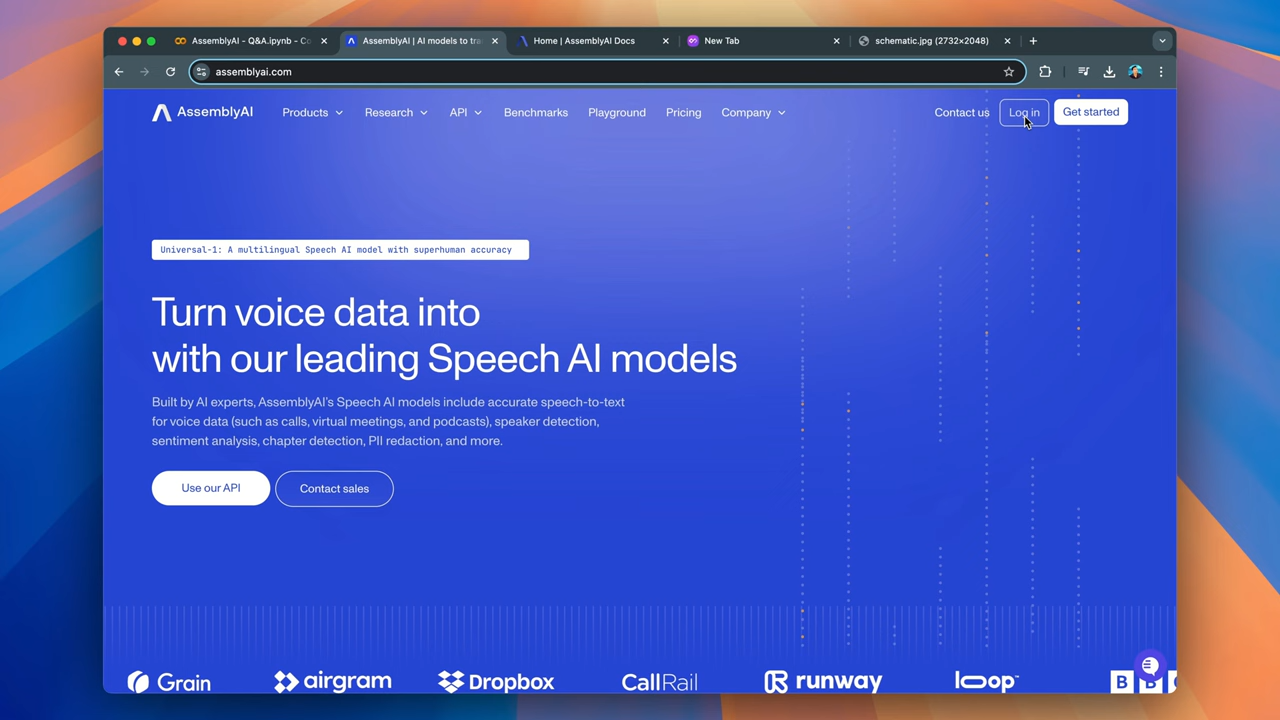 AssemblyAI - Q&A.ipynb - Co
AssemblyAI | AI models to tra
Home | AssemblyAI Docs
New Tab
schematic.jpg (2732×2048)
assemblyai.com
AssemblyAI
Products
Research
API
Benchmarks
Playground
Pricing
Company
Contact us
Log in
Get started
Universal-1: A multilingual Speech AI model with superhuman accuracy
Turn voice data into
with our leading Speech AI models
Built by AI experts, AssemblyAI's Speech AI models include accurate speech-to-text
for voice data (such as calls, virtual meetings, and podcasts), speaker detection,
sentiment analysis, chapter detection, PII redaction, and more.
Use our API
Contact sales
Grain
airgram
Dropbox
CallRail
runway
loop
B B